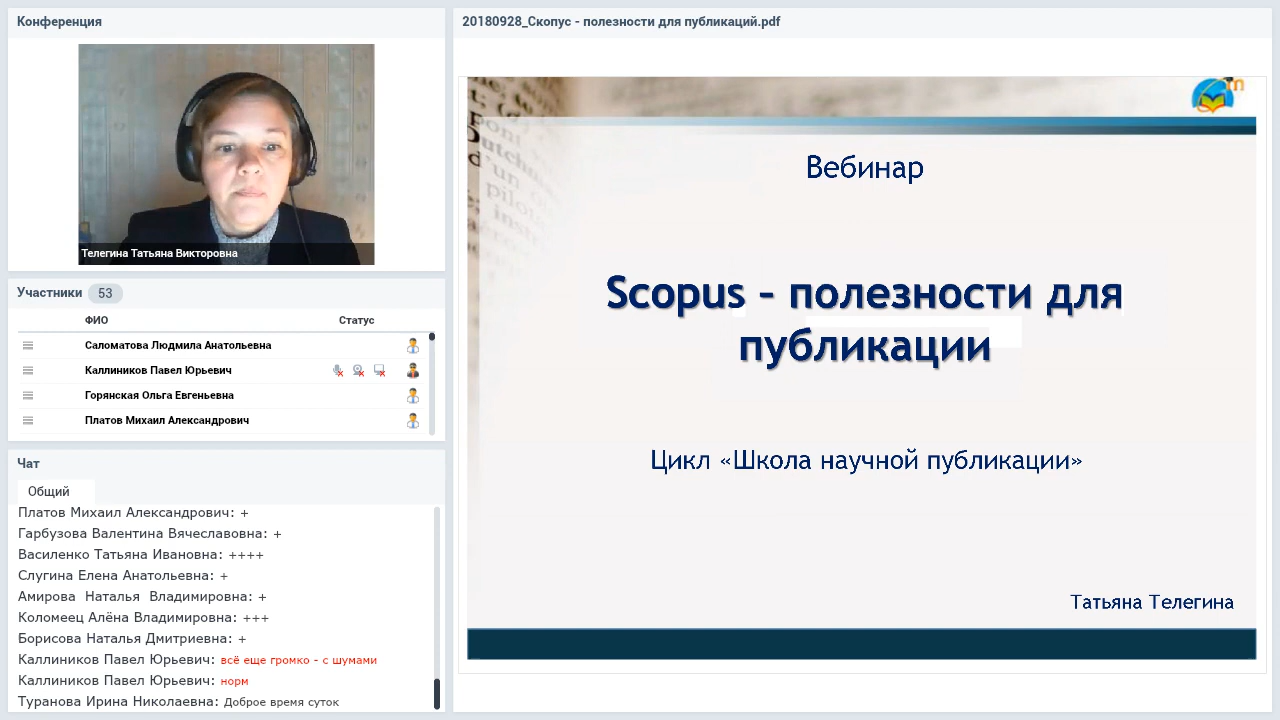 Конференция
Телегина Татьяна Викторовна
Участники 53
ФИО Статус
Саломатова Людмила Анатольевна
Каллиников Павел Юрьевич
Горянская Ольга Евгеньевна
Платов Михаил Александрович
Чат
Общий
Платов Михаил Александрович: +
Гарбузова Валентина Вячеславовна: +
Василенко Татьяна Ивановна: ++++
Слугина Елена Анатольевна: +
Амирова Наталья Владимировна: +
Коломеец Алёна Владимировна: +++
Борисова Наталья Дмитриевна: +
Каллиников Павел Юрьевич: всё еще громко - с шумами
Каллиников Павел Юрьевич: норм
Туранова Ирина Николаевна: Доброе время суток
20180928_Скопус - полезности для публикаций.pdf
Вебинар
Scopus – полезности для
публикации
Цикл «Школа научной публикации»
Татьяна Телегина